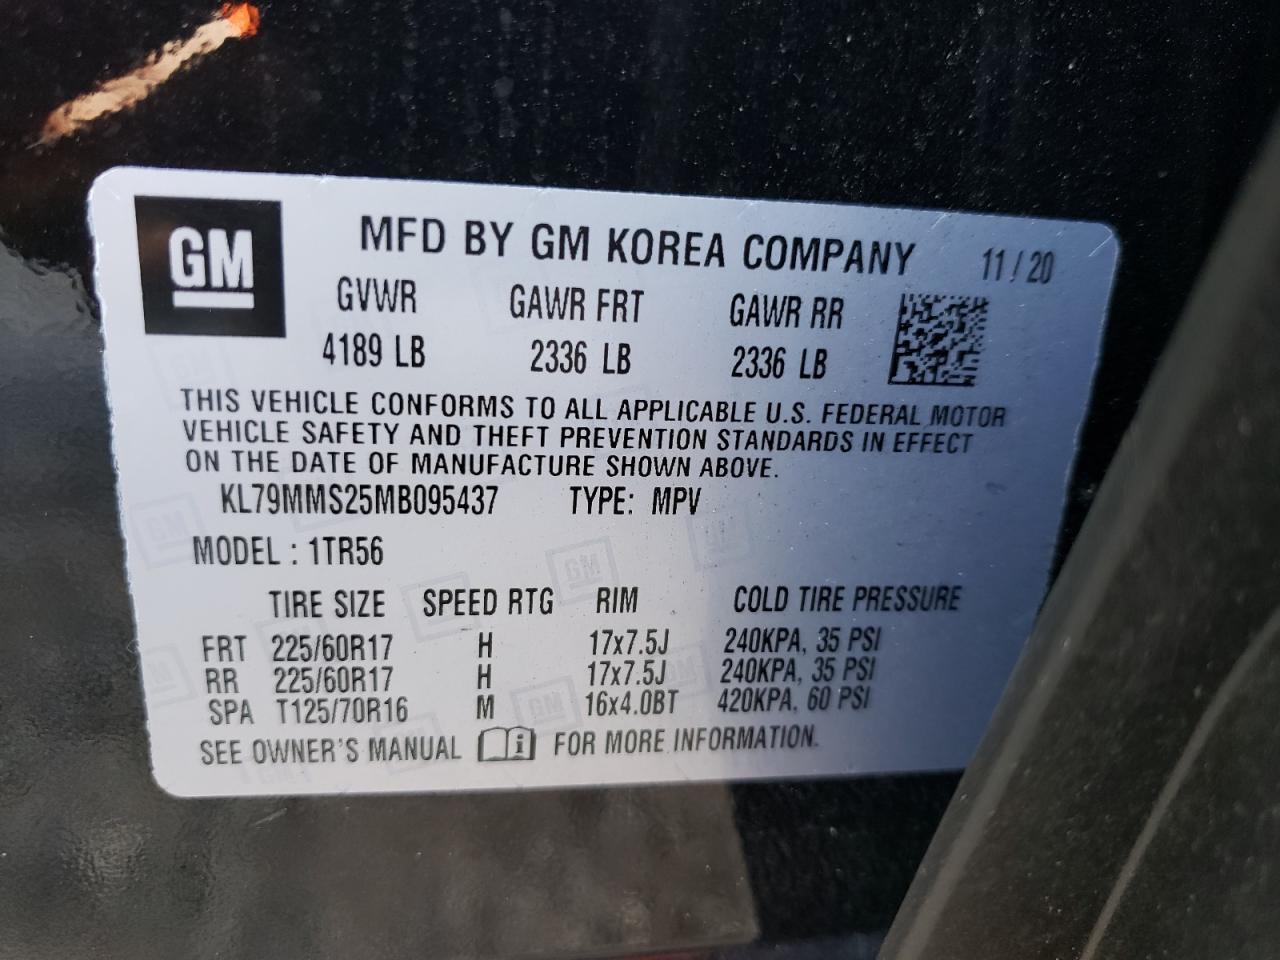 GM
MFD BY GM KOREA COMPANY 11 / 20
GVWR GAWR FRT GAWR RR
4189 LB 2336 LB 2336 LB
THIS VEHICLE CONFORMS TO ALL APPLICABLE U.S. FEDERAL MOTOR
VEHICLE SAFETY AND THEFT PREVENTION STANDARDS IN EFFECT
ON THE DATE OF MANUFACTURE SHOWN ABOVE.
KL79MMS25MB095437 TYPE: MPV
MODEL : 1TR56
TIRE SIZE SPEED RTG RIM COLD TIRE PRESSURE
FRT 225/60R17 H 17x7.5J 240KPA, 35 PSI
RR 225/60R17 H 17x7.5J 240KPA, 35 PSI
SPA T125/70R16 M 16x4.0BT 420KPA, 60 PSI
SEE OWNER'S MANUAL i FOR MORE INFORMATION.